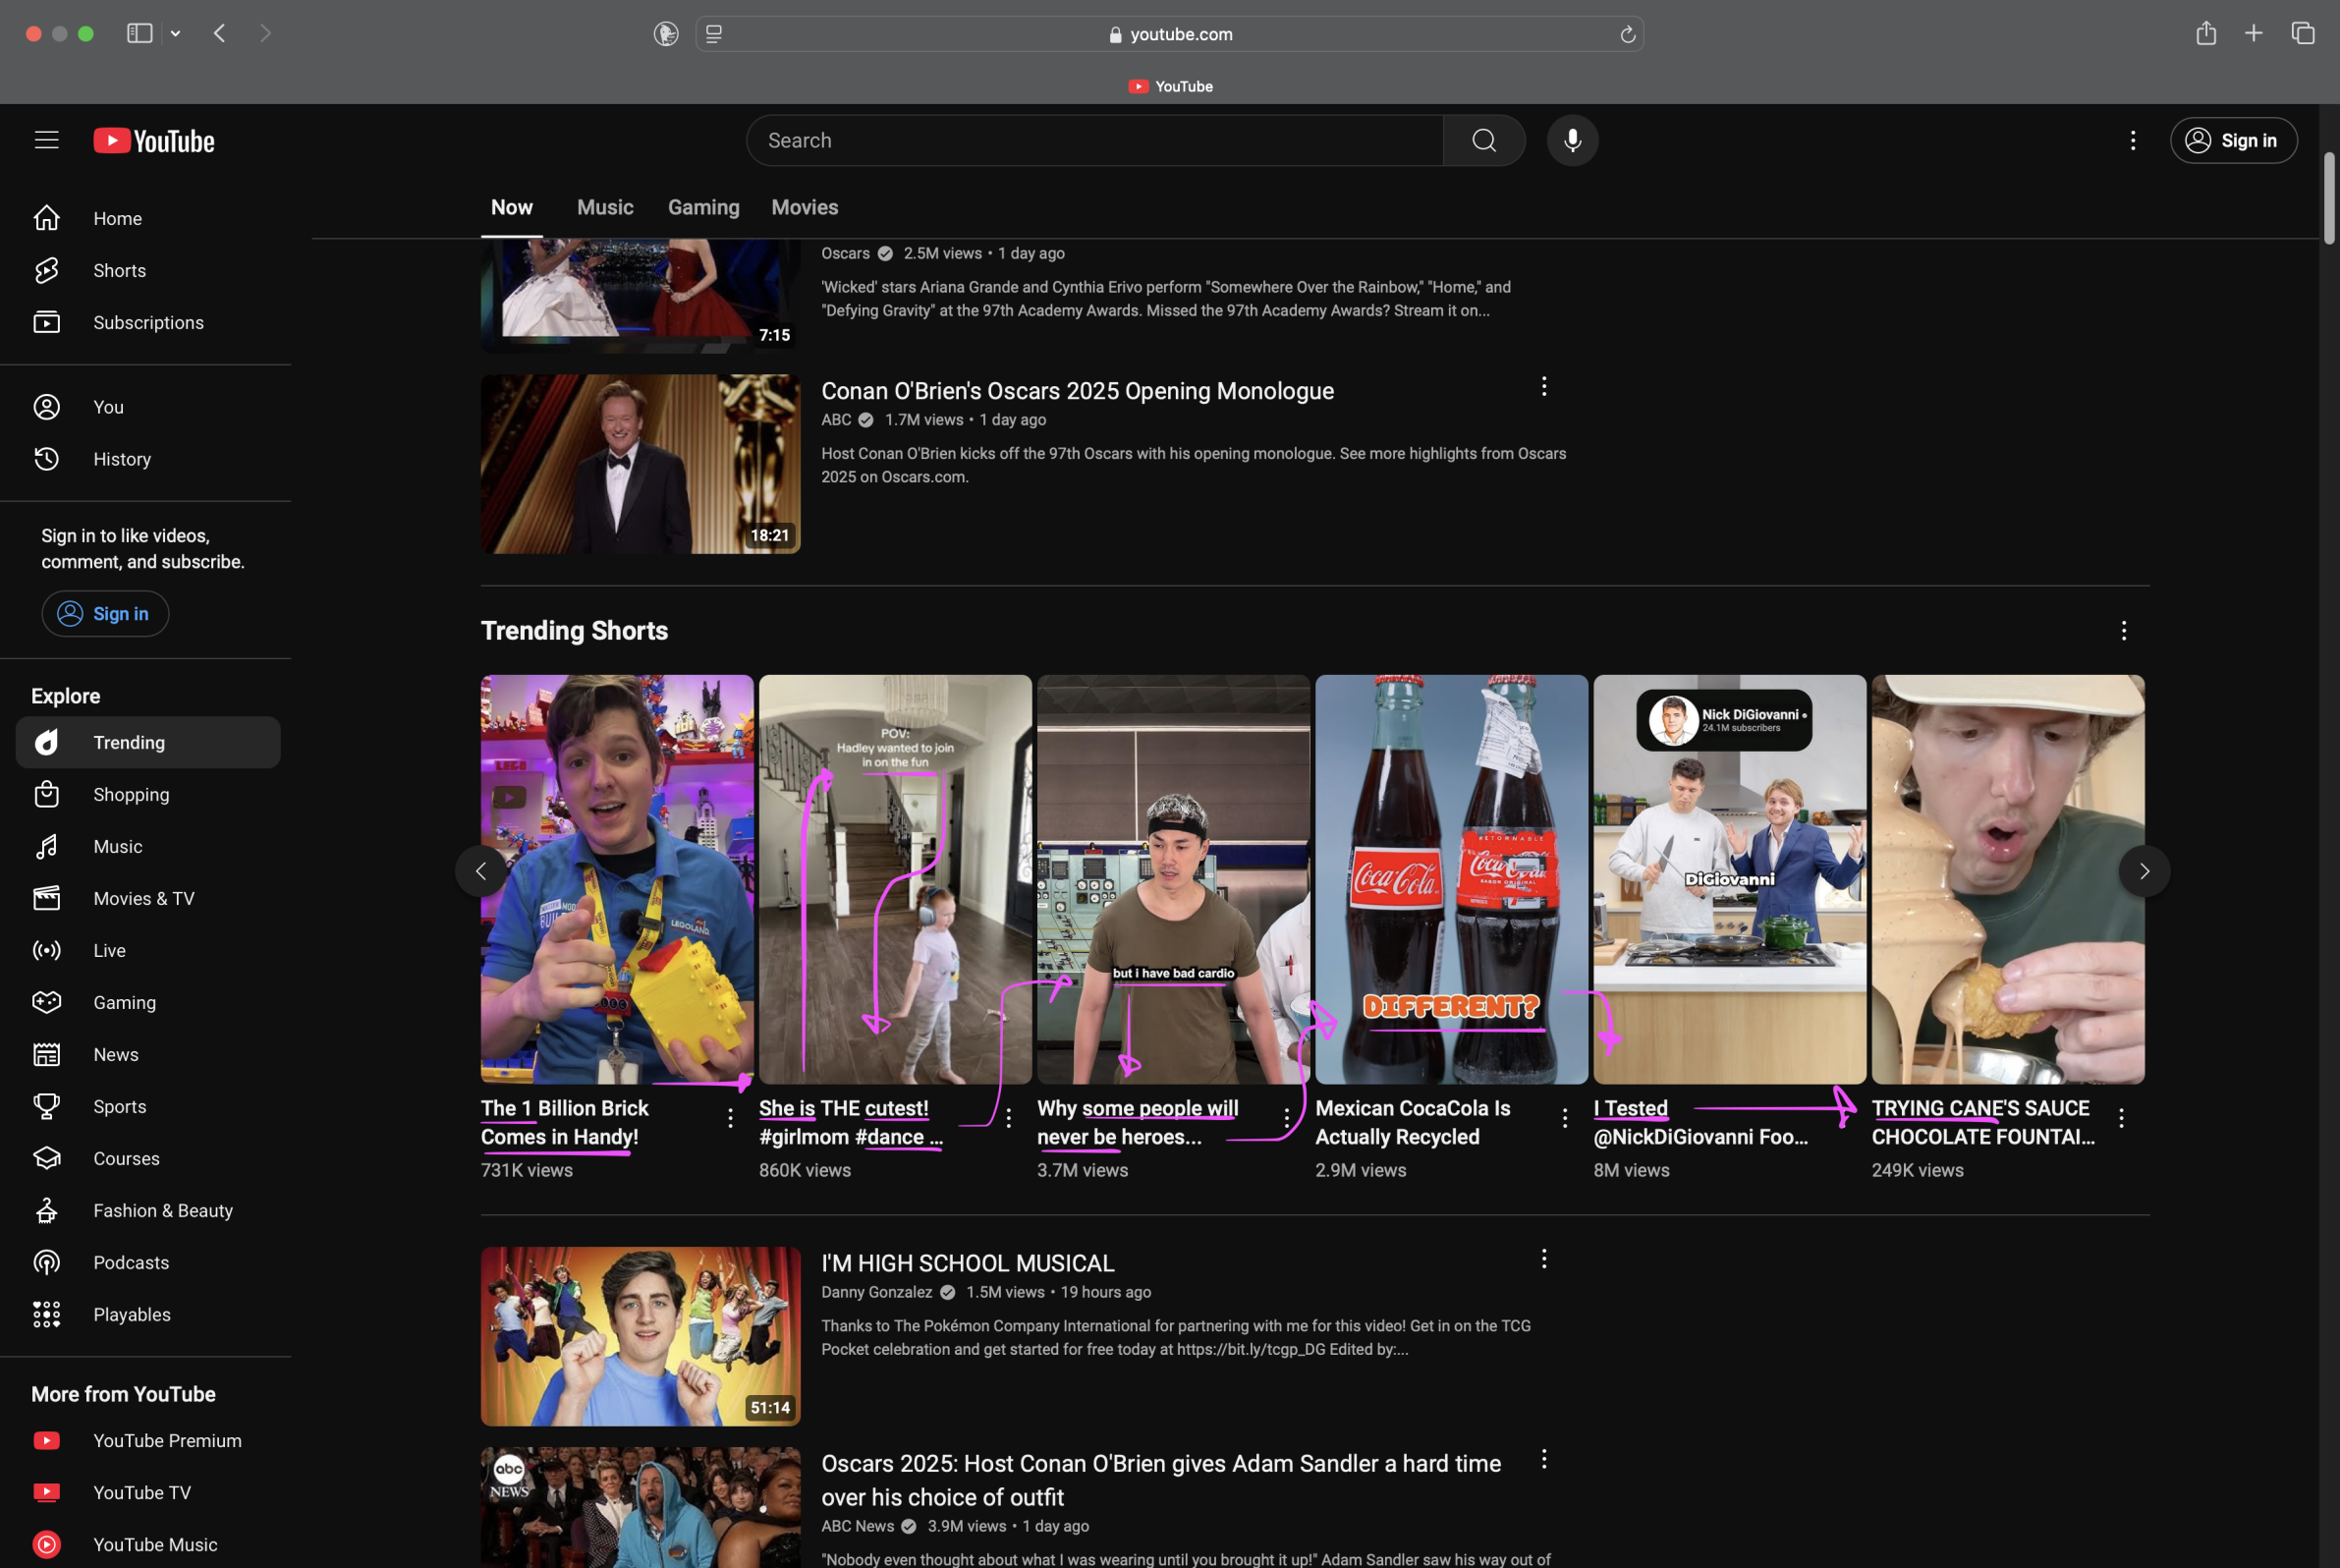 youtube.com
YouTube
YouTube
Search
Sign in
Now Music Gaming Movies
Home
Shorts
Subscriptions
You
History
Sign in to like videos,
comment, and subscribe.
Sign in
Explore
Trending
Shopping
Music
Movies & TV
Live
Gaming
News
Sports
Courses
Fashion & Beauty
Podcasts
Playables
More from YouTube
YouTube Premium
YouTube TV
YouTube Music
7:15
Oscars 2.5M views • 1 day ago
'Wicked' stars Ariana Grande and Cynthia Erivo perform "Somewhere Over the Rainbow," "Home," and
"Defying Gravity" at the 97th Academy Awards. Missed the 97th Academy Awards? Stream it on...
18:21
Conan O'Brien's Oscars 2025 Opening Monologue
ABC 1.7M views • 1 day ago
Host Conan O'Brien kicks off the 97th Oscars with his opening monologue. See more highlights from Oscars
2025 on Oscars.com.
Trending Shorts
LEGO
LEGOLAND
The 1 Billion Brick
Comes in Handy!
731K views
POV:
Hadley wanted to join
in on the fun
She is THE cutest!
#girlmom #dance ...
860K views
but i have bad cardio
Why some people will
never be heroes...
3.7M views
Coca-Cola
RETORNABLE
Coca-Cola
SABOR ORIGINAL
DIFFERENT?
Mexican CocaCola Is
Actually Recycled
2.9M views
Nick DiGiovanni •
24.1M subscribers
DiGiovanni
I Tested
@NickDiGiovanni Foo...
8M views
TRYING CANE'S SAUCE
CHOCOLATE FOUNTAI...
249K views
51:14
I'M HIGH SCHOOL MUSICAL
Danny Gonzalez 1.5M views • 19 hours ago
Thanks to The Pokémon Company International for partnering with me for this video! Get in on the TCG
Pocket celebration and get started for free today at https://bit.ly/tcgp_DG Edited by:...
abc
NEWS
Oscars 2025: Host Conan O'Brien gives Adam Sandler a hard time
over his choice of outfit
ABC News 3.9M views • 1 day ago
"Nobody even thought about what I was wearing until you brought it up!" Adam Sandler saw his way out of